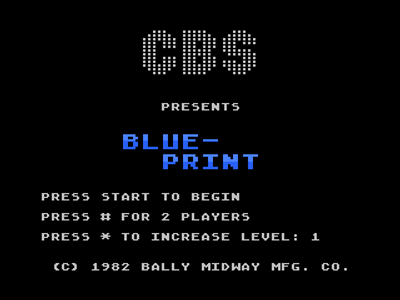 CBS
PRESENTS
BLUE-
PRINT
PRESS START TO BEGIN
PRESS # FOR 2 PLAYERS
PRESS * TO INCREASE LEVEL: 1
(C) 1982 BALLY MIDWAY MFG. CO.